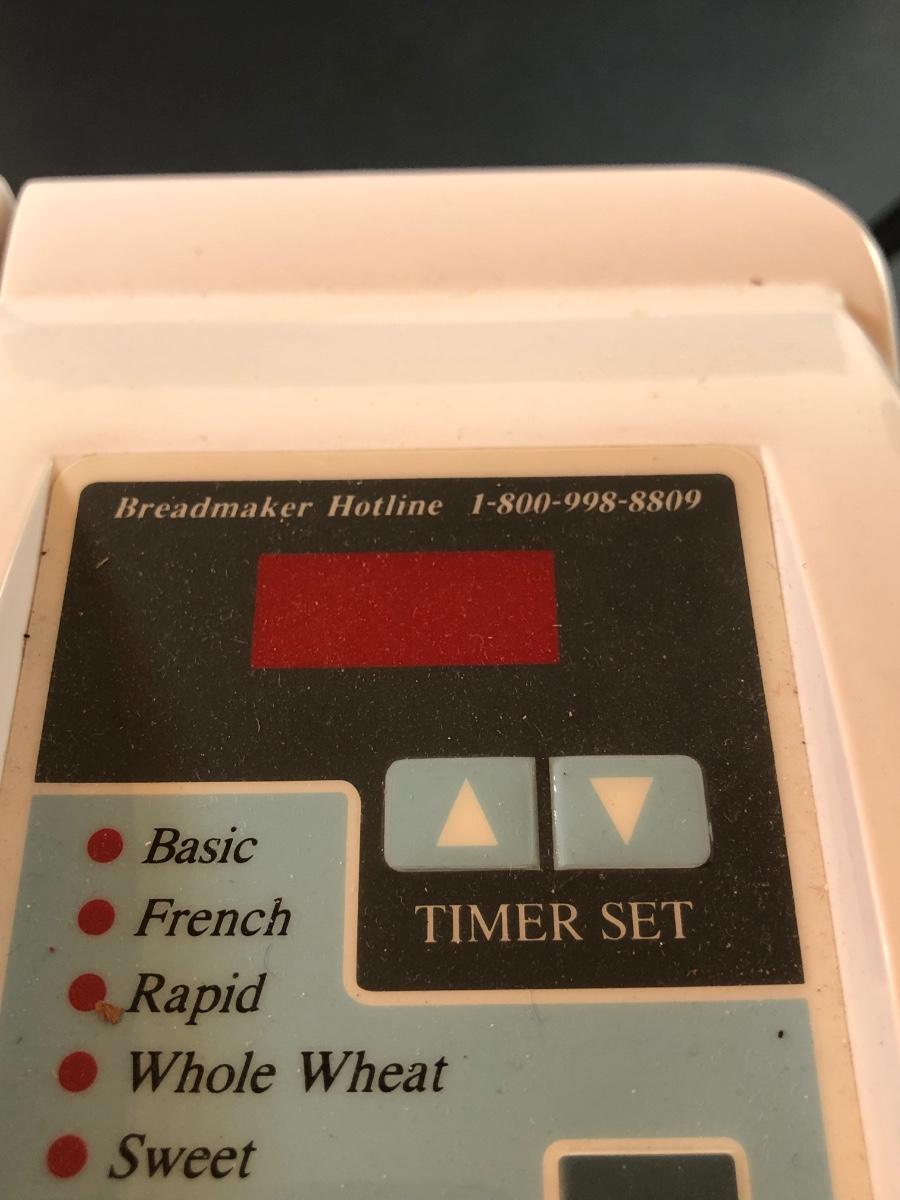 Breadmaker Hotline 1-800-998-8809
TIMER SET
Basic
French
Rapid
Whole Wheat
Sweet